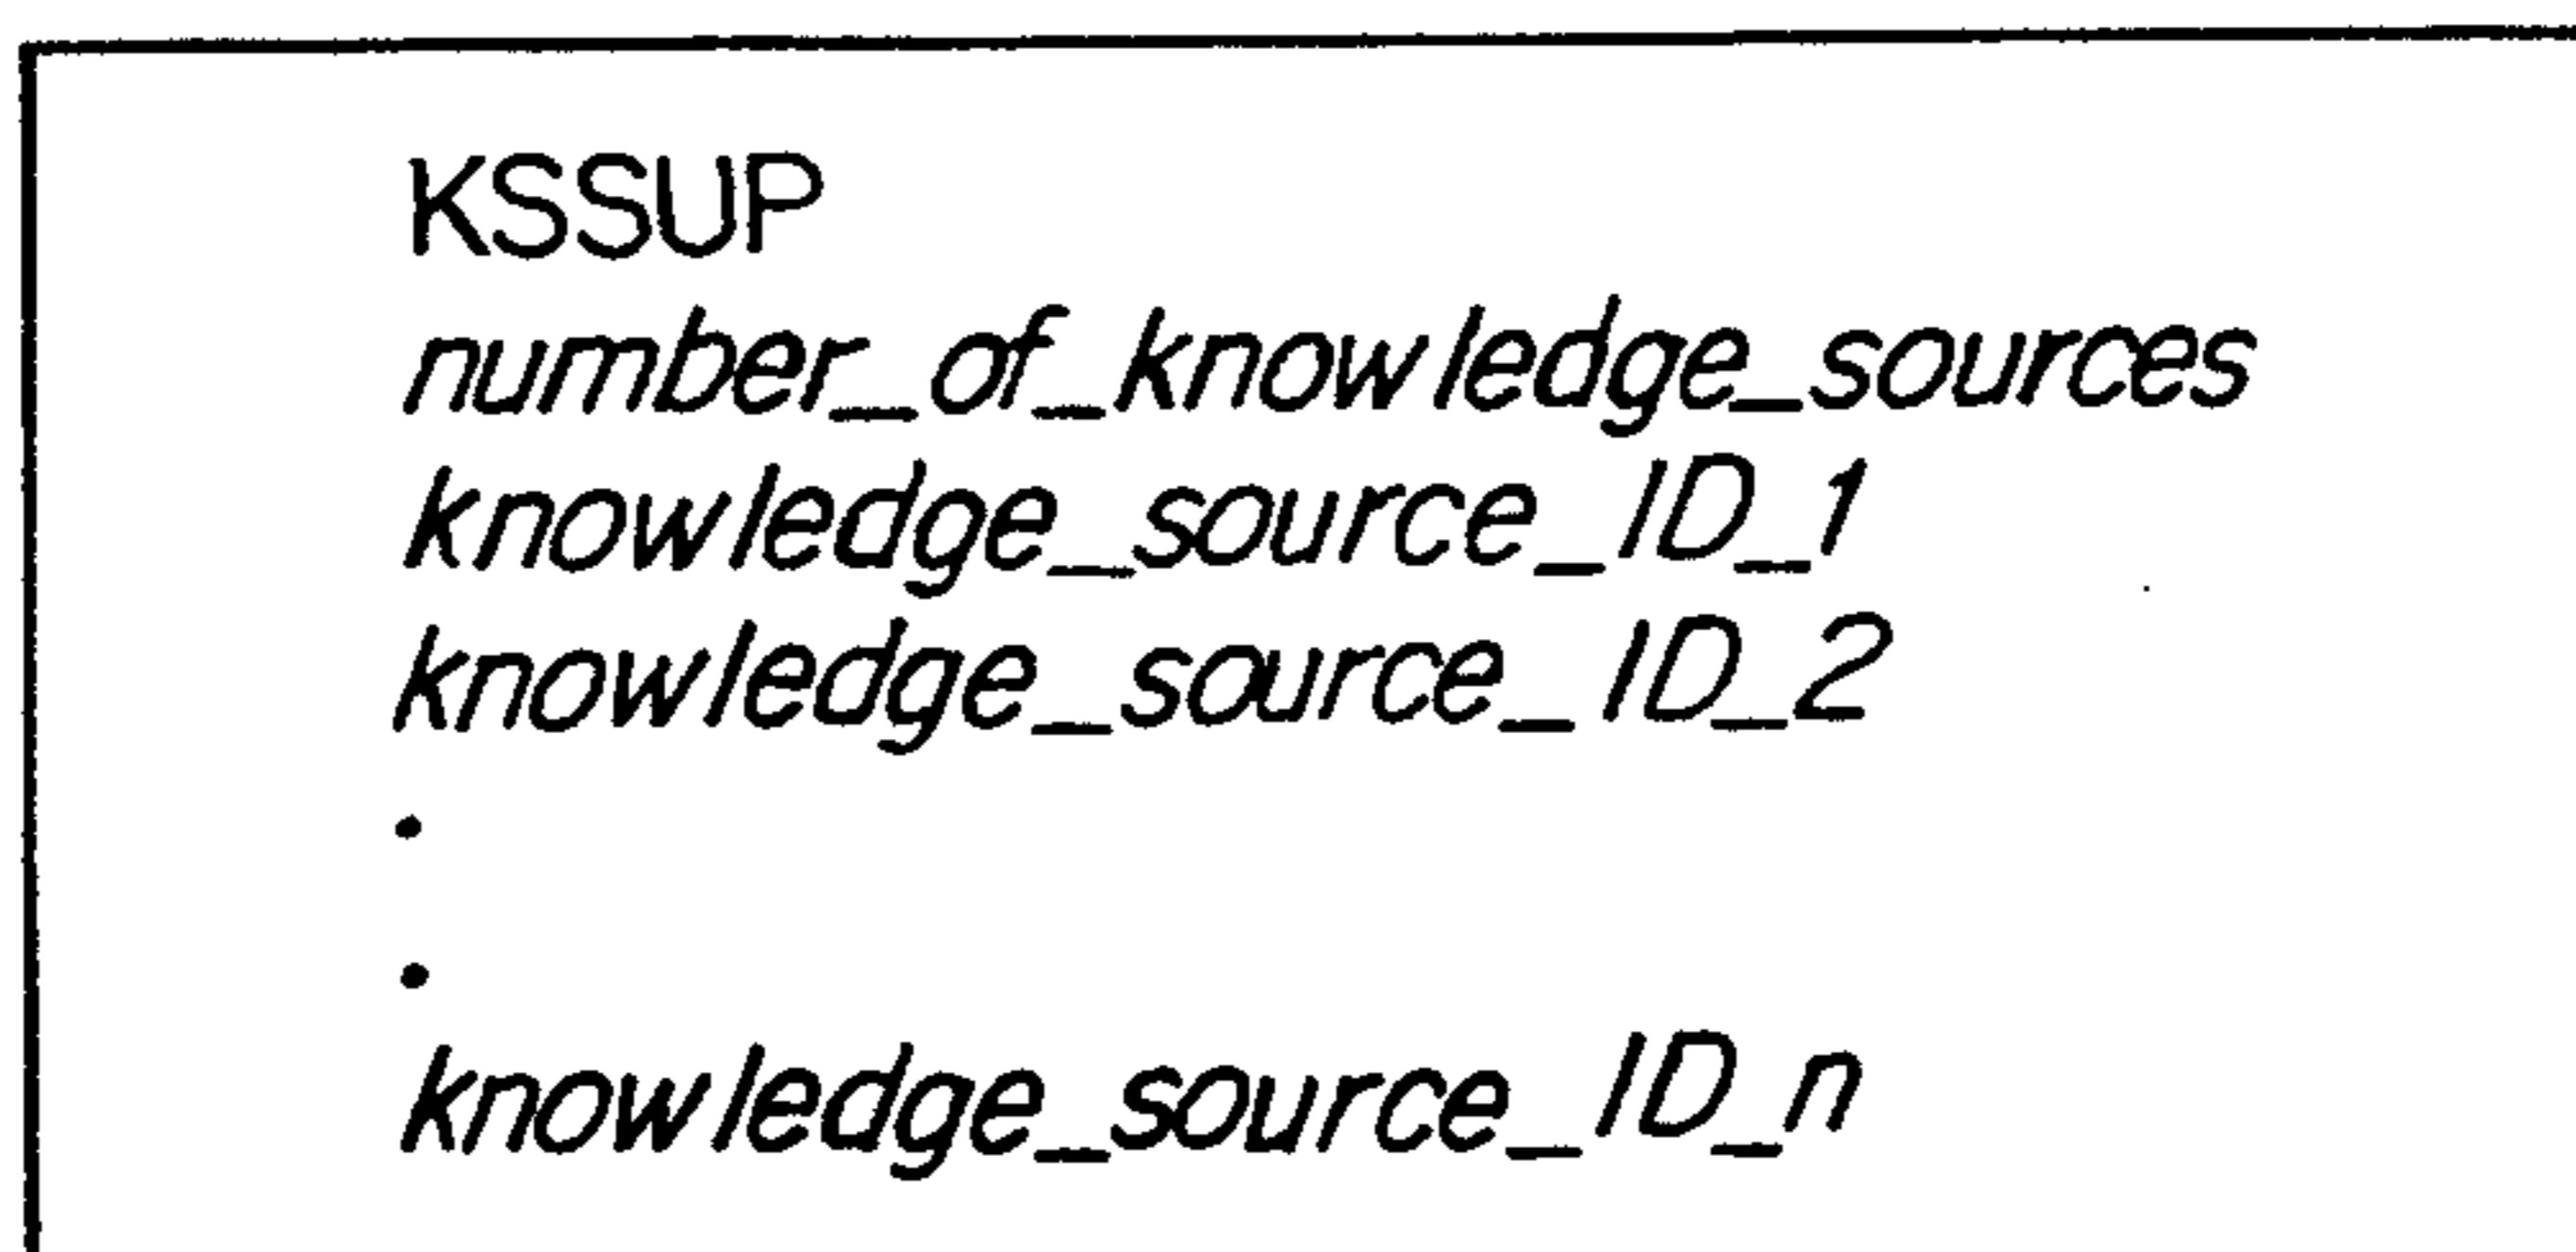 KSSUP
number_of_knowledge_sources
knowledge_source_ID_1
knowledge_source_ID_2
.
.
knowledge_source_ID_n